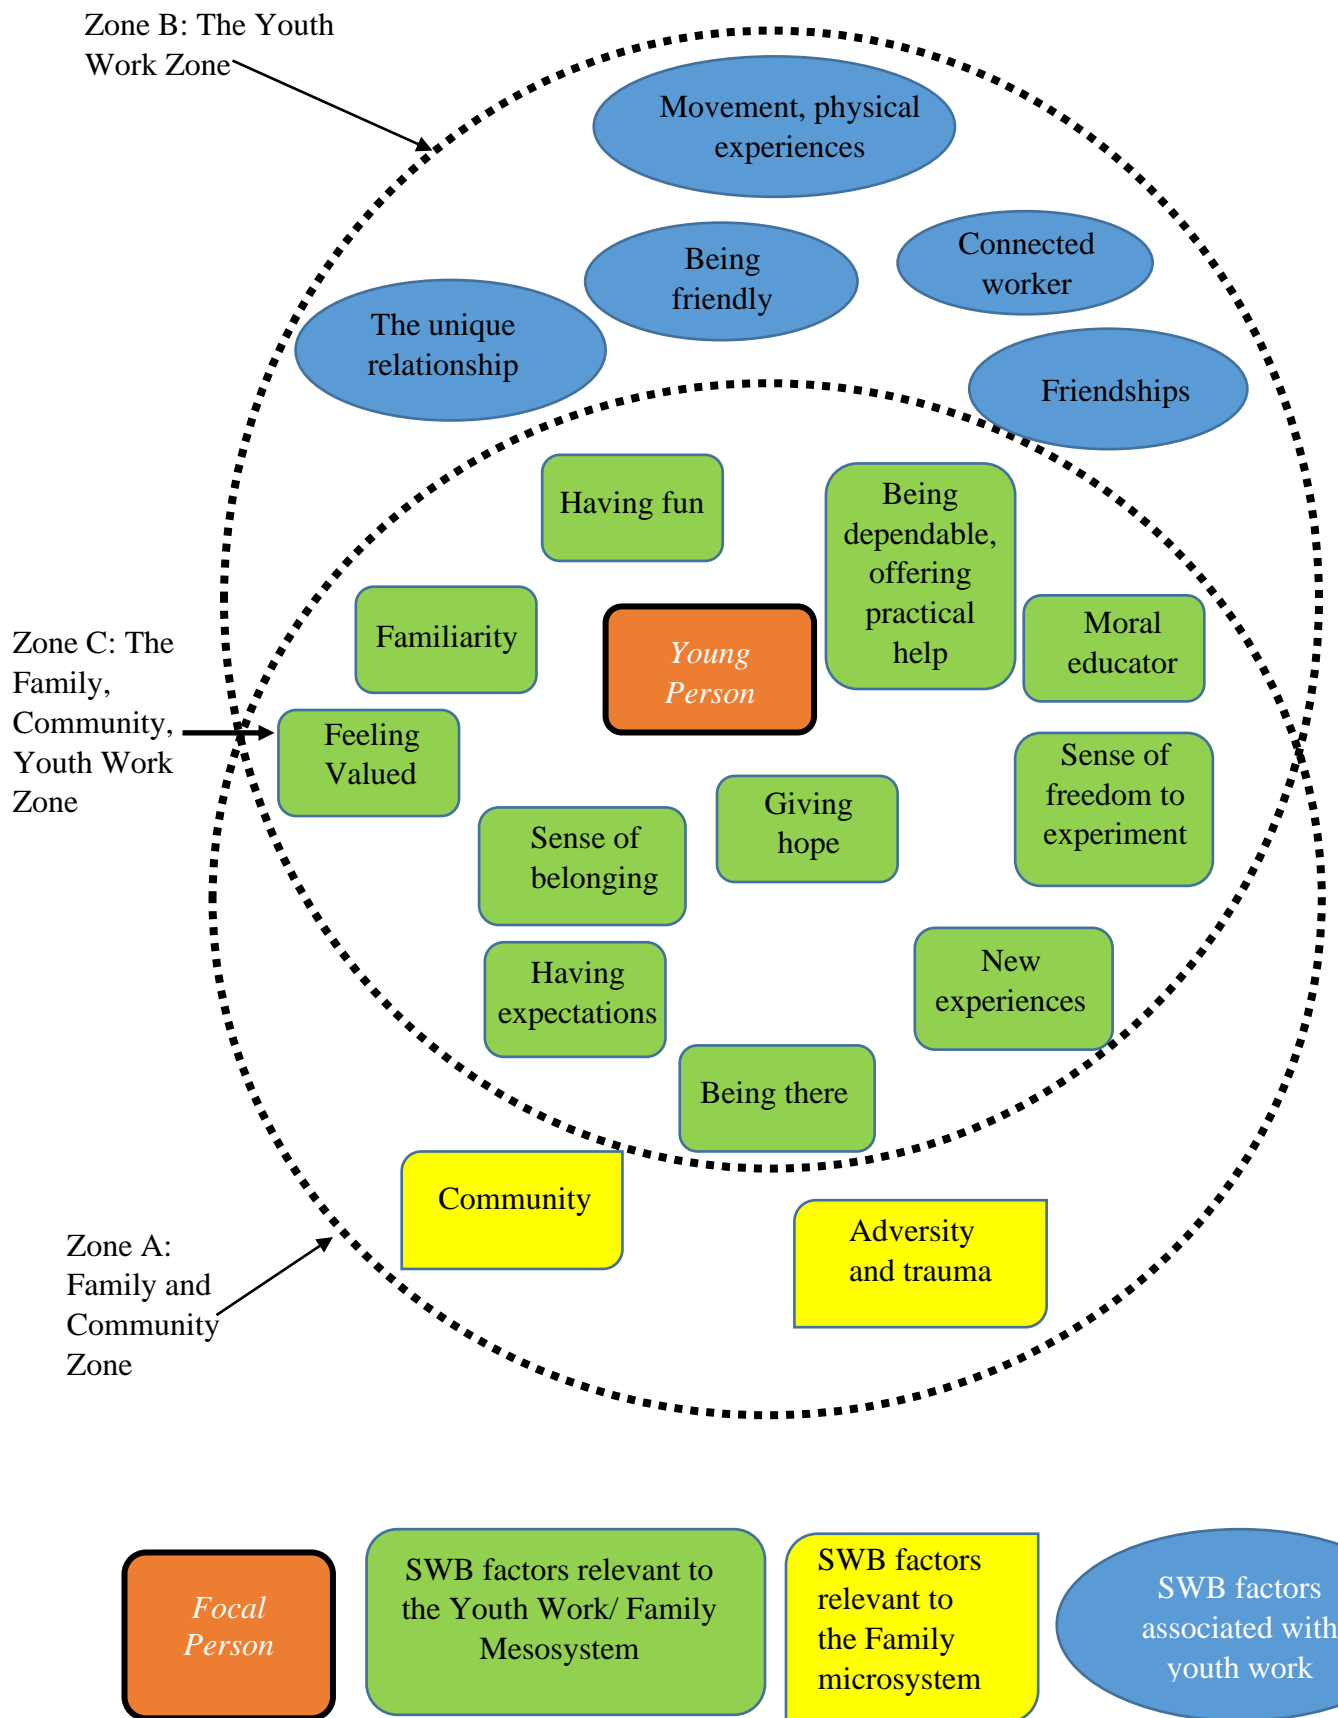 Zone B: The Youth
Work Zone
Movement, physical
experiences
Being
friendly
Connected
worker
The unique
relationship
Friendships
Having fun
Being
dependable,
offering
practical
help
Familiarity
Young
Person
Moral
educator
Zone C: The
Family,
Community,
Youth Work
Zone
Feeling
Valued
Sense of
freedom to
experiment
Giving
hope
Sense of
belonging
Having
expectations
New
experiences
Being there
Community
Adversity
and trauma
Zone A:
Family and
Community
Zone
Focal
Person
SWB factors relevant to
the Youth Work/ Family
Mesosystem
SWB factors
relevant to
the Family
microsystem
SWB factors
associated with
youth work